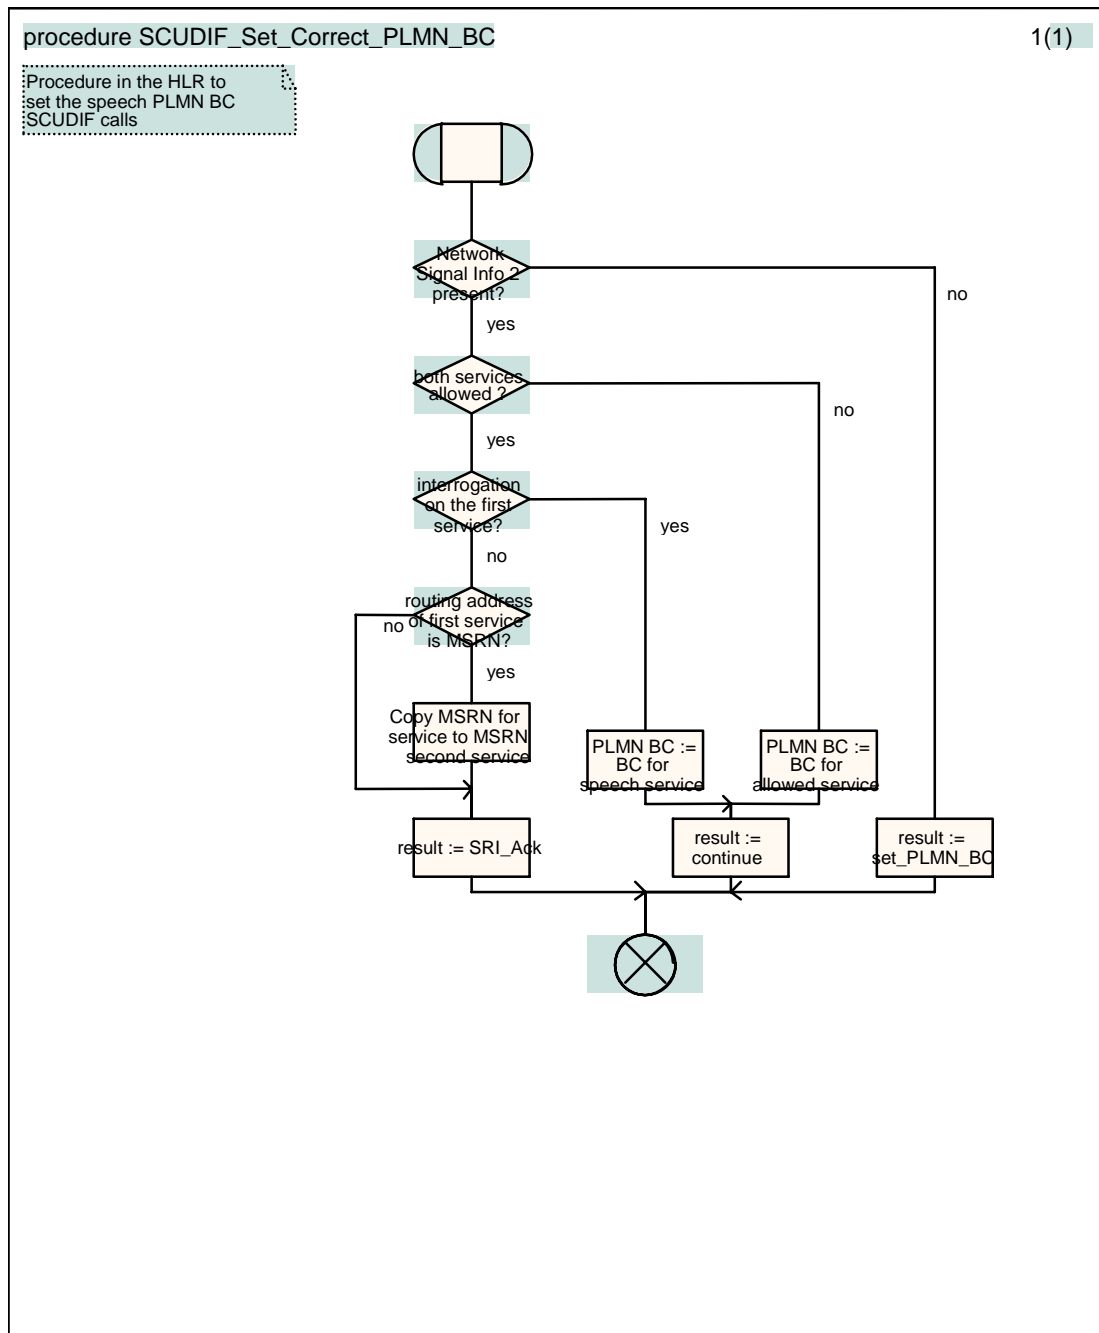 procedure SCUDIF_Set_Correct_PLMN_BC
1(1)
Procedure in the HLR to
set the speech PLMN BC
SCUDIF calls
Network
Signal Info 2
present?
no
yes
both services
allowed ?
no
yes
interrogation
on the first
service?
yes
no
routing address
of first service
is MSRN?
no
yes
Copy MSRN for
service to MSRN
second service
PLMN BC :=
BC for
speech service
PLMN BC :=
BC for
allowed service
result := SRI_Ack
result :=
continue
result :=
set_PLMN_BC